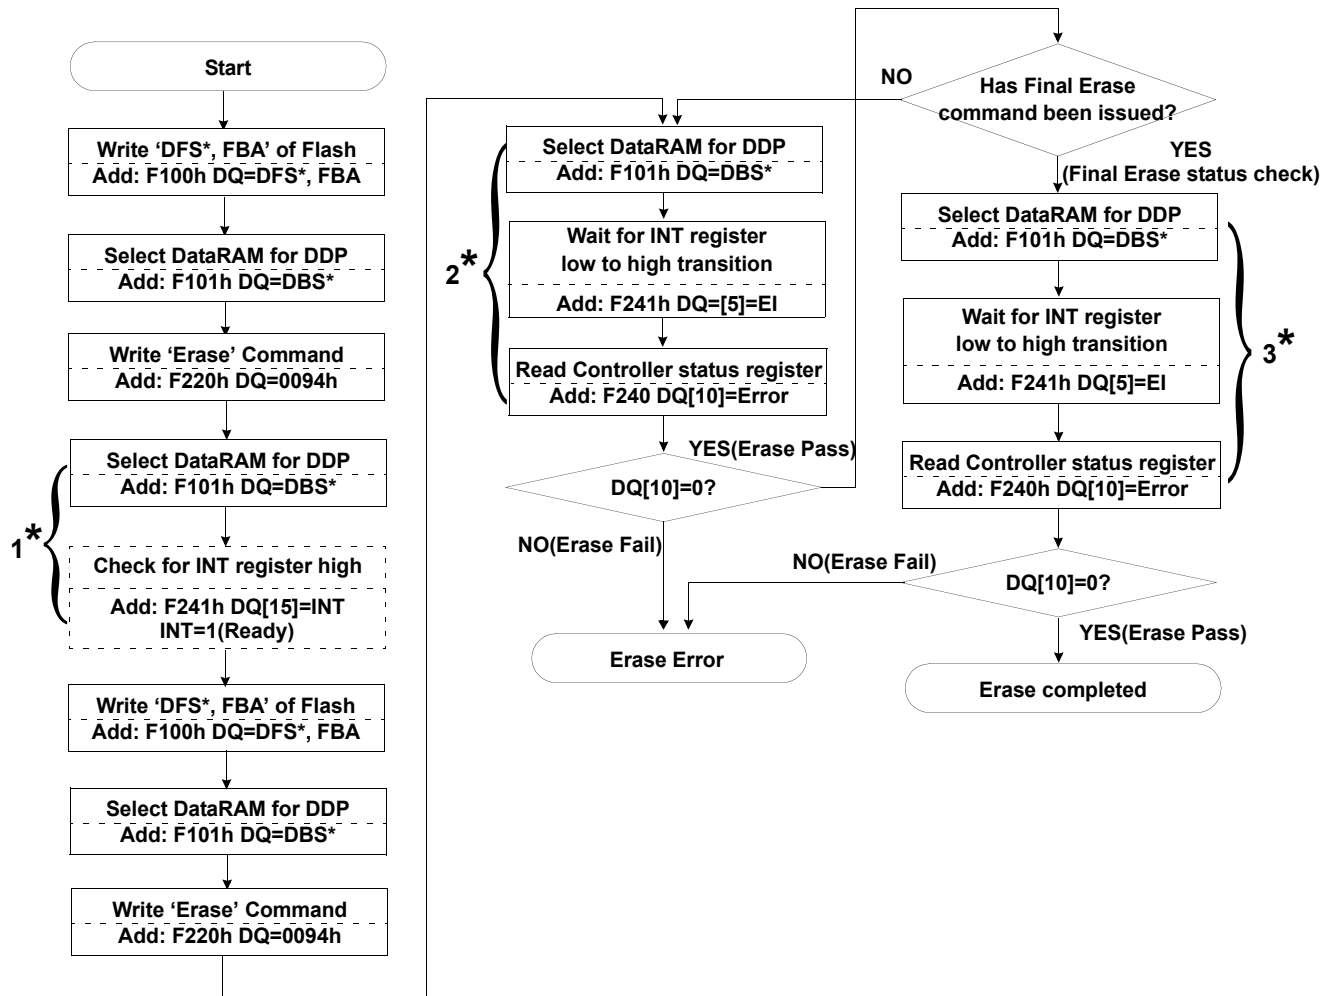 Start
Write ‘DFS*, FBA’ of Flash
Add: F100h DQ=DFS*, FBA
Select DataRAM for DDP
Add: F101h DQ=DBS*
Write ‘Erase’ Command
Add: F220h DQ=0094h
Select DataRAM for DDP
Add: F101h DQ=DBS*
1*
Check for INT register high
Add: F241h DQ[15]=INT
INT=1(Ready)
Write ‘DFS*, FBA’ of Flash
Add: F100h DQ=DFS*, FBA
Select DataRAM for DDP
Add: F101h DQ=DBS*
Write ‘Erase’ Command
Add: F220h DQ=0094h
Select DataRAM for DDP
Add: F101h DQ=DBS*
2*
Wait for INT register
low to high transition
Add: F241h DQ=[5]=EI
Read Controller status register
Add: F240 DQ[10]=Error
YES(Erase Pass)
DQ[10]=0?
NO(Erase Fail)
Erase Error
NO
Has Final Erase
command been issued?
YES
(Final Erase status check)
Select DataRAM for DDP
Add: F101h DQ=DBS*
Wait for INT register
low to high transition
3*
Add: F241h DQ[5]=EI
Read Controller status register
Add: F240h DQ[10]=Error
NO(Erase Fail)
DQ[10]=0?
YES(Erase Pass)
Erase completed